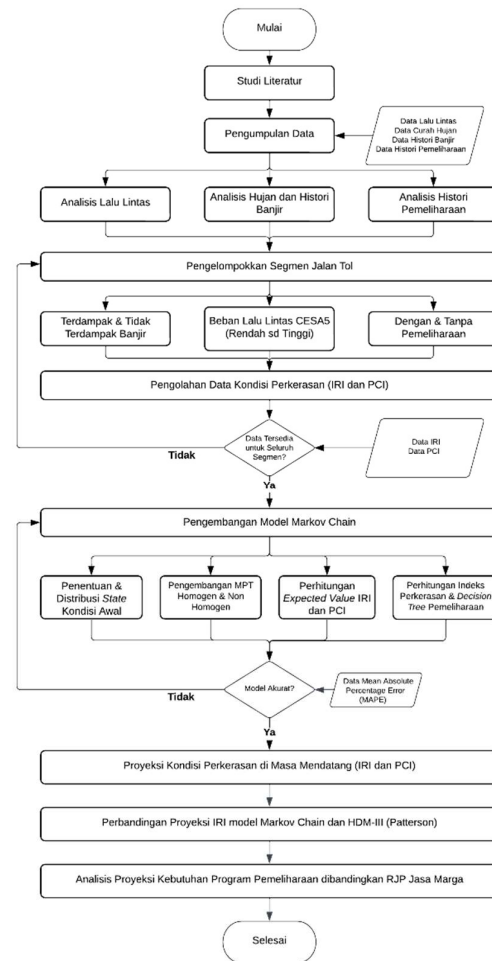 Mulai
Studi Literatur
Pengumpulan Data
Data Lalu Lintas
Data Curah Hujan
Data Histori Banjir
Data Histori Pemeliharaan
Analisis Lalu Lintas
Analisis Hujan dan Histori
Banjir
Analisis Histori
Pemeliharaan
Pengelompokkan Segmen Jalan Tol
Terdampak & Tidak
Terdampak Banjir
Beban Lalu Lintas CESA5
(Rendah sd Tinggi)
Dengan & Tanpa
Pemeliharaan
Pengolahan Data Kondisi Perkerasan (IRI dan PCI)
Data Tersedia
untuk Seluruh
Segmen?
Data IRI
Data PCI
Tidak
Ya
Pengembangan Model Markov Chain
Penentuan &
Distribusi State
Kondisi Awal
Pengembangan MPT
Homogen & Non
Homogen
Perhitungan
Expected Value IRI
dan PCI
Perhitungan Indeks
Perkerasan & Decision
Tree Pemeliharaan
Model Akurat?
Data Mean Absolute
Percentage Error
(MAPE)
Tidak
Ya
Proyeksi Kondisi Perkerasan di Masa Mendatang (IRI dan PCI)
Perbandingan Proyeksi IRI model Markov Chain dan HDM-III (Patterson)
Analisis Proyeksi Kebutuhan Program Pemeliharaan dibandingkan RJP Jasa Marga
Selesai